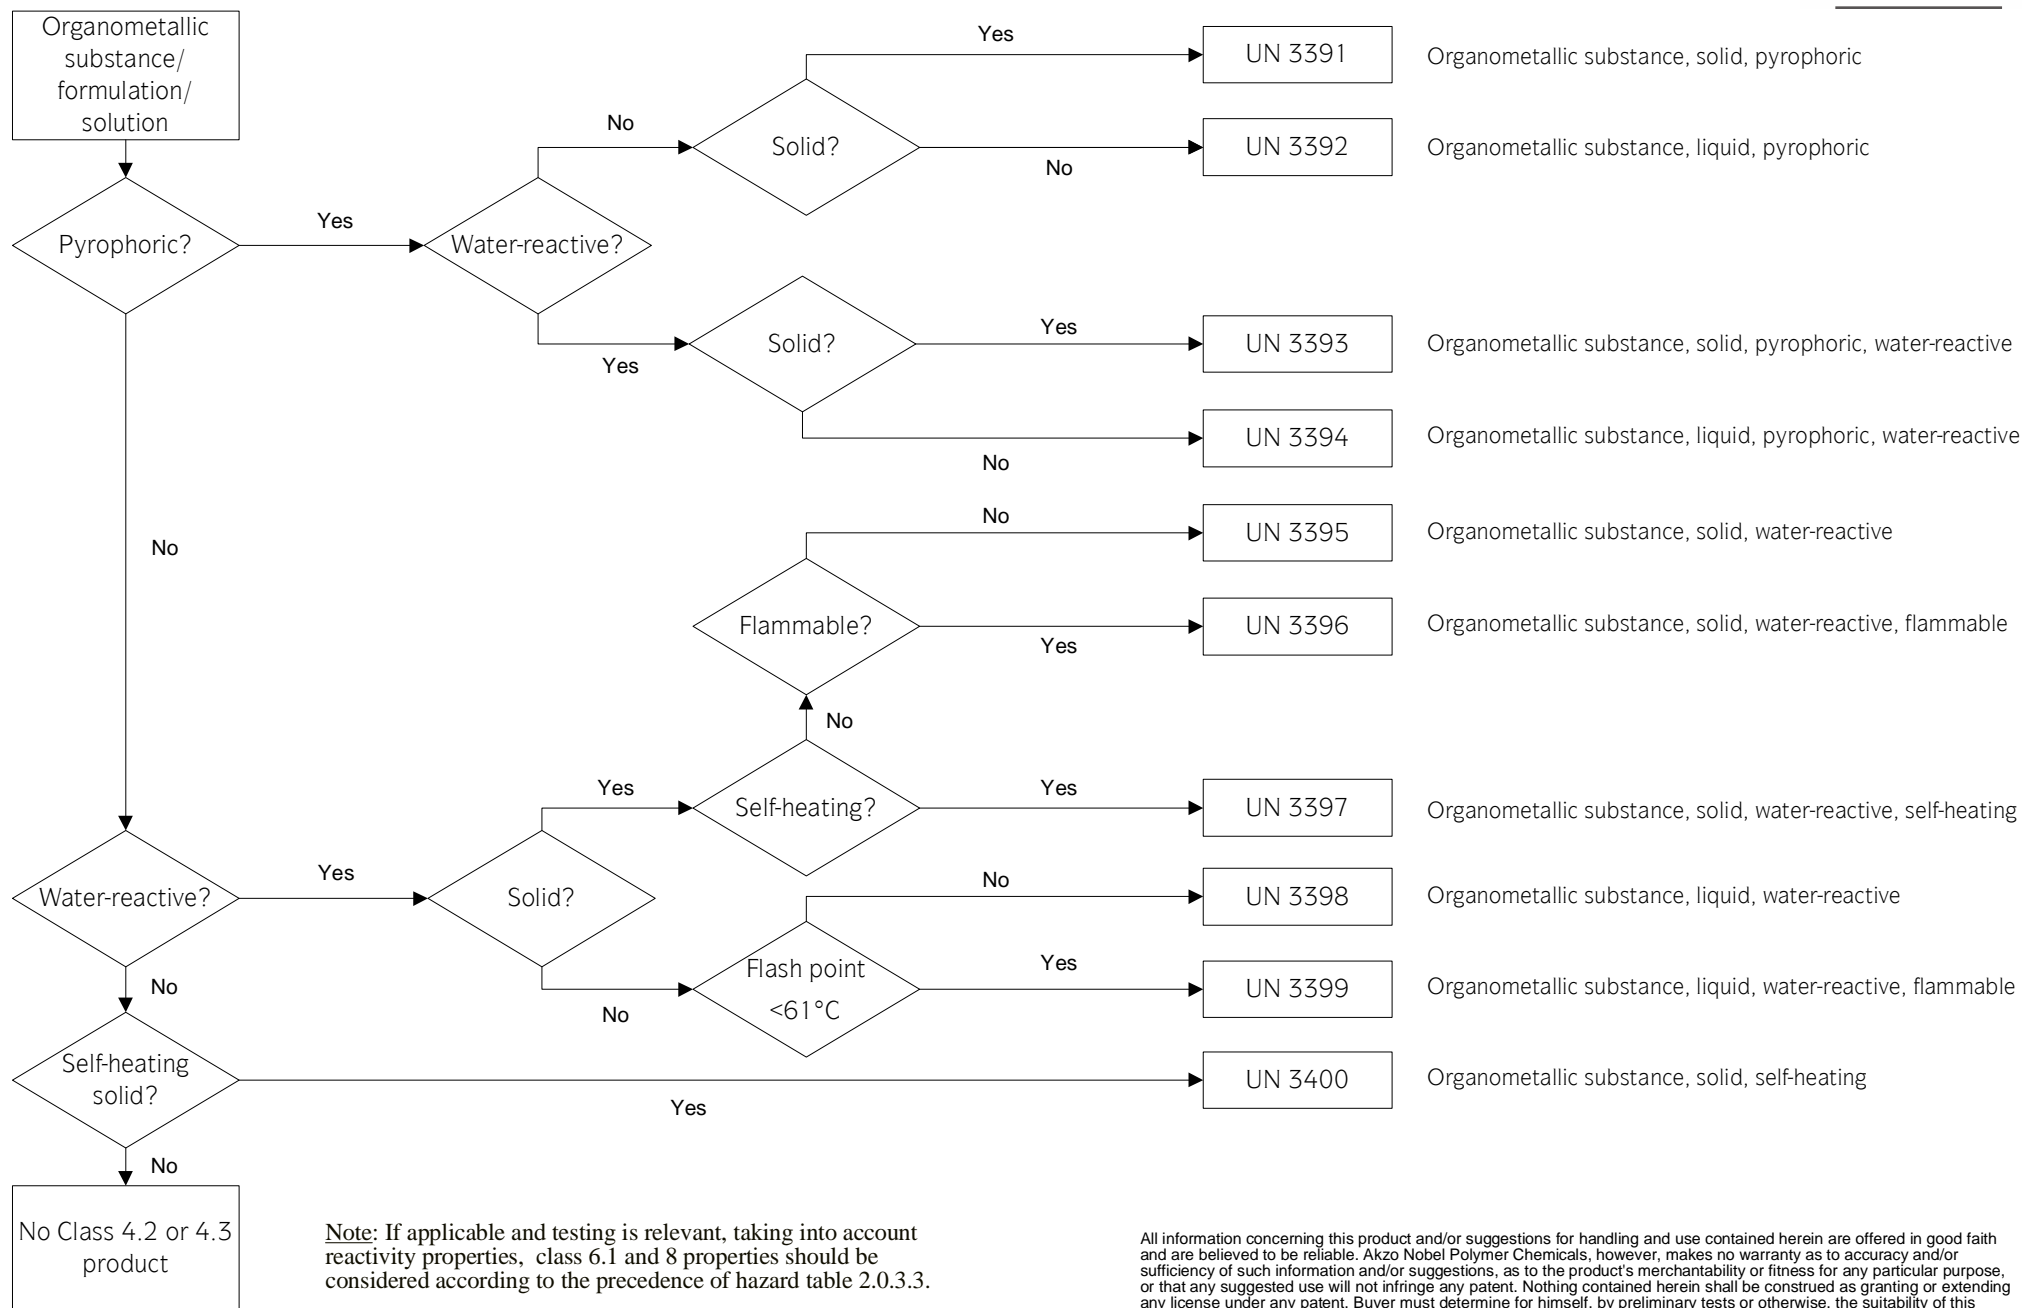 Organometallic
substance/
formulation/
solution
Pyrophoric?
Yes
Water-reactive?
No
Solid?
Yes
UN 3391
Organometallic substance, solid, pyrophoric
No
UN 3392
Organometallic substance, liquid, pyrophoric
Yes
Solid?
Yes
UN 3393
Organometallic substance, solid, pyrophoric, water-reactive
No
UN 3394
Organometallic substance, liquid, pyrophoric, water-reactive
No
Water-reactive?
Yes
Solid?
Yes
Self-heating?
No
Flammable?
No
UN 3395
Organometallic substance, solid, water-reactive
Yes
UN 3396
Organometallic substance, solid, water-reactive, flammable
Yes
UN 3397
Organometallic substance, solid, water-reactive, self-heating
No
Flash point
<61°C
No
UN 3398
Organometallic substance, liquid, water-reactive
Yes
UN 3399
Organometallic substance, liquid, water-reactive, flammable
No
Self-heating
solid?
Yes
UN 3400
Organometallic substance, solid, self-heating
No
No Class 4.2 or 4.3
product
Note: If applicable and testing is relevant, taking into account
reactivity properties, class 6.1 and 8 properties should be
considered according to the precedence of hazard table 2.0.3.3.
All information concerning this product and/or suggestions for handling and use contained herein are offered in good faith
and are believed to be reliable. Akzo Nobel Polymer Chemicals, however, makes no warranty as to accuracy and/or
sufficiency of such information and/or suggestions, as to the product's merchantability or fitness for any particular purpose,
or that any suggested use will not infringe any patent. Nothing contained herein shall be construed as granting or extending
any license under any patent. Buyer must determine for himself, by preliminary tests or otherwise, the suitability of this